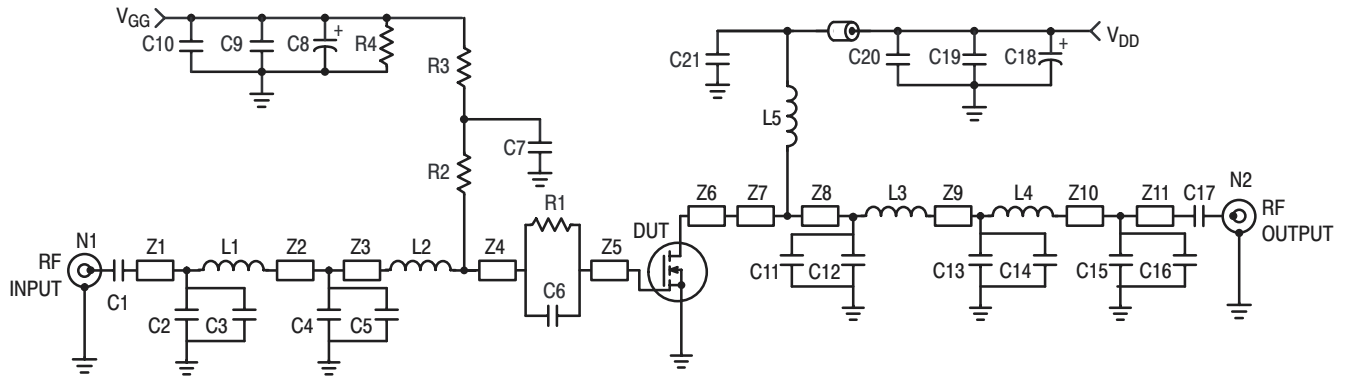 VGG
C10
C9
C8
+
R4
R3
C7
R2
C21
L5
C20
C19
C18
+
VDD
N1
RF
INPUT
C1
Z1
C2
C3
L1
Z2
C4
C5
Z3
L2
Z4
R1
C6
Z5
DUT
Z6
Z7
Z8
C11
C12
L3
Z9
C13
C14
L4
Z10
C15
C16
Z11
C17
N2
RF
OUTPUT